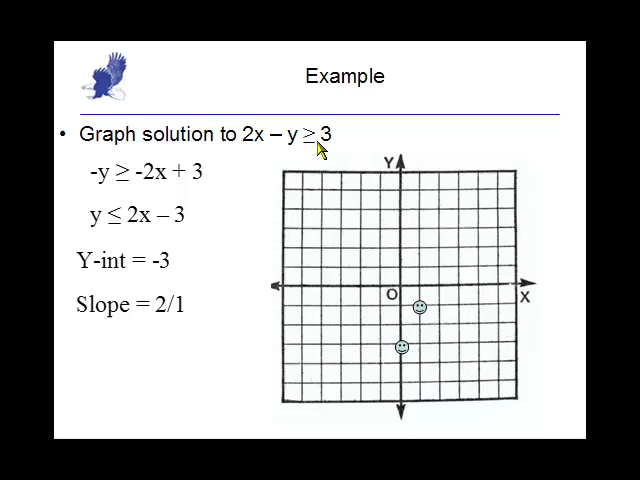 Example
• Graph solution to 2x – y ≥ 3
-y ≥ -2x + 3
y ≤ 2x – 3
Y-int = -3
Slope = 2/1
Y
O
X